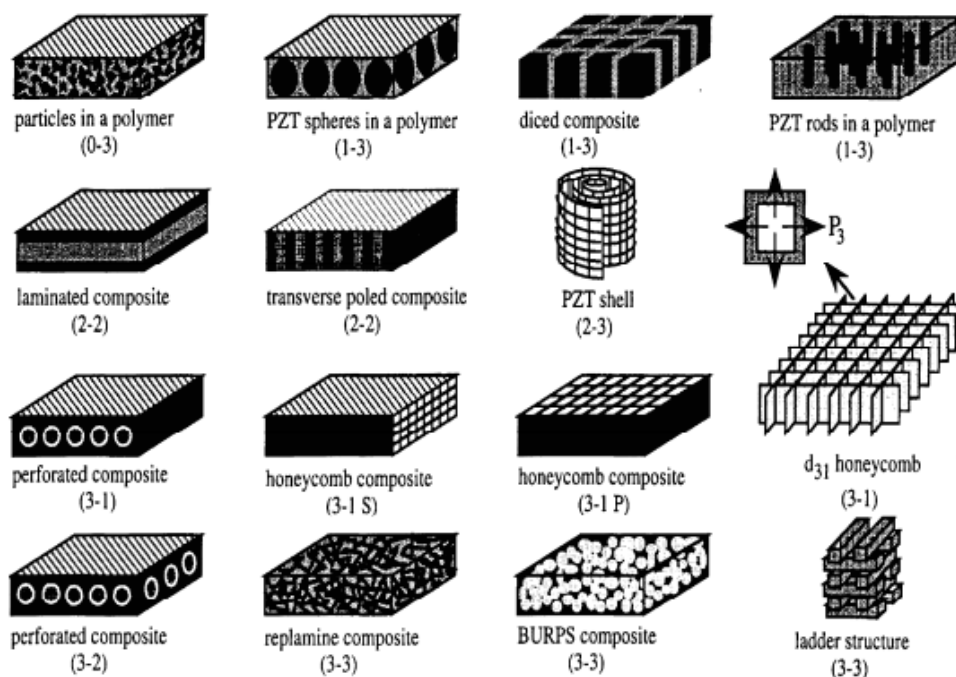 particles in a polymer
(0-3)
PZT spheres in a polymer
(1-3)
diced composite
(1-3)
PZT rods in a polymer
(1-3)
laminated composite
(2-2)
transverse poled composite
(2-2)
PZT shell
(2-3)
P3
perforated composite
(3-1)
honeycomb composite
(3-1 S)
honeycomb composite
(3-1 P)
d31 honeycomb
(3-1)
perforated composite
(3-2)
replamine composite
(3-3)
BURPS composite
(3-3)
ladder structure
(3-3)